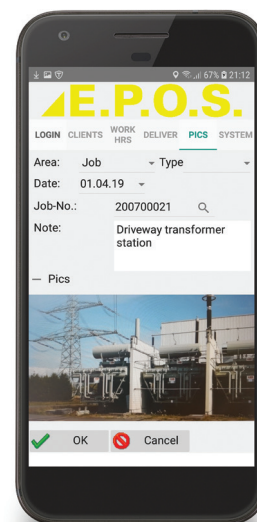 67% 21:12
E.P.O.S.
LOGIN CLIENTS WORK HRS DELIVER PICS SYSTEM
Area: Job Type
Date: 01.04.19
Job-No.: 200700021
Note: Driveway transformer
station
— Pics
OK Cancel